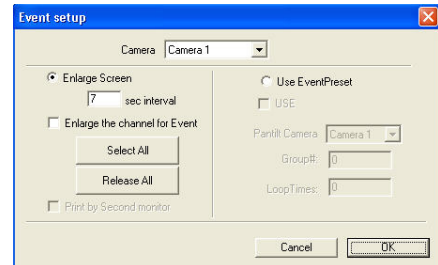 Event setup
Camera Camera 1
Enlarge Screen
7 sec interval
Enlarge the channel for Event
Select All
Release All
Print by Second monitor
Use EventPreset
USE
Pantilt Camera Camera 1
Group#: 0
LoopTimes: 0
Cancel OK